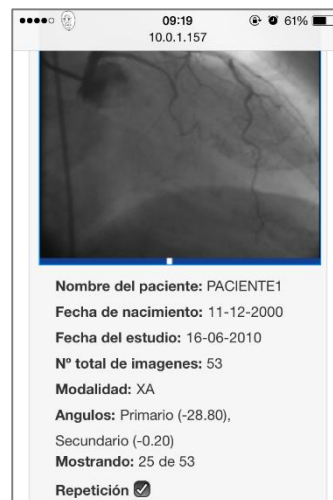 09:19
61%
10.0.1.157
Nombre del paciente: PACIENTE1
Fecha de nacimiento: 11-12-2000
Fecha del estudio: 16-06-2010
Nº total de imagenes: 53
Modalidad: XA
Angulos: Primario (-28.80),
Secundario (-0.20)
Mostrando: 25 de 53
Repetición